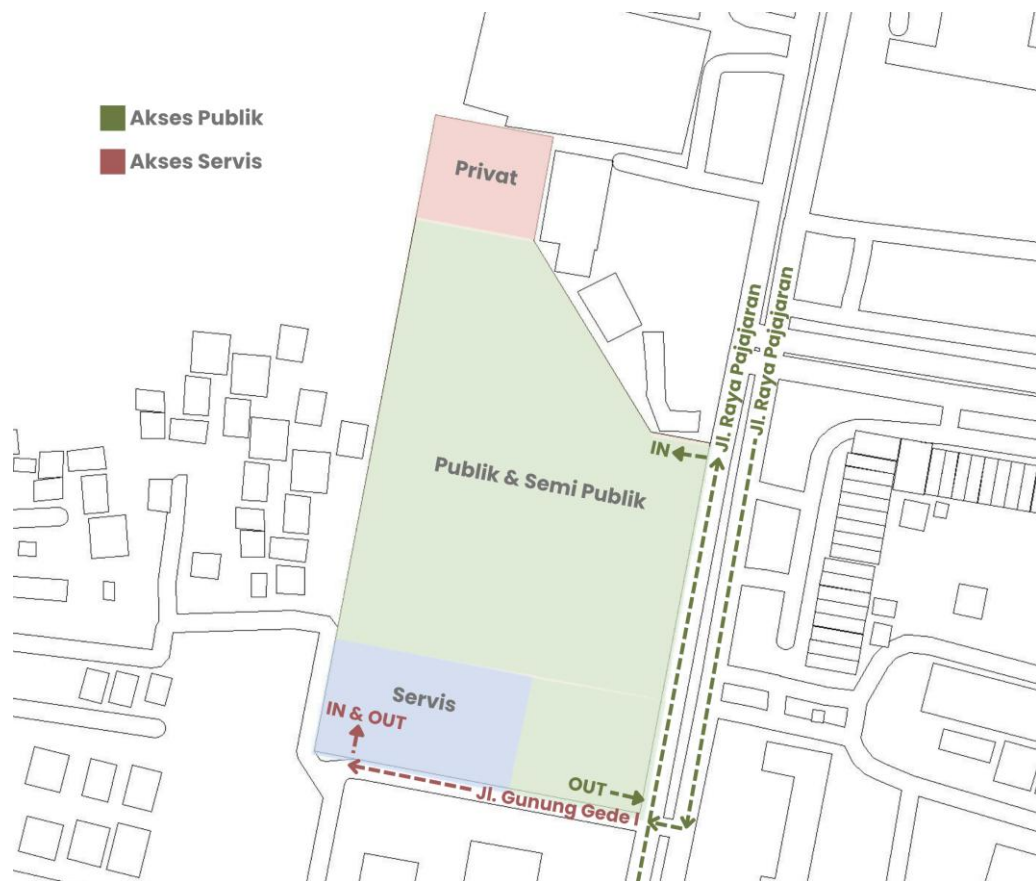 Akses Publik
Akses Servis
Privat
Jl. Raya Pajajaran
Jl. Raya Pajajaran
IN
Publik & Semi Publik
Servis
IN & OUT
OUT
Jl. Gunung Gede I